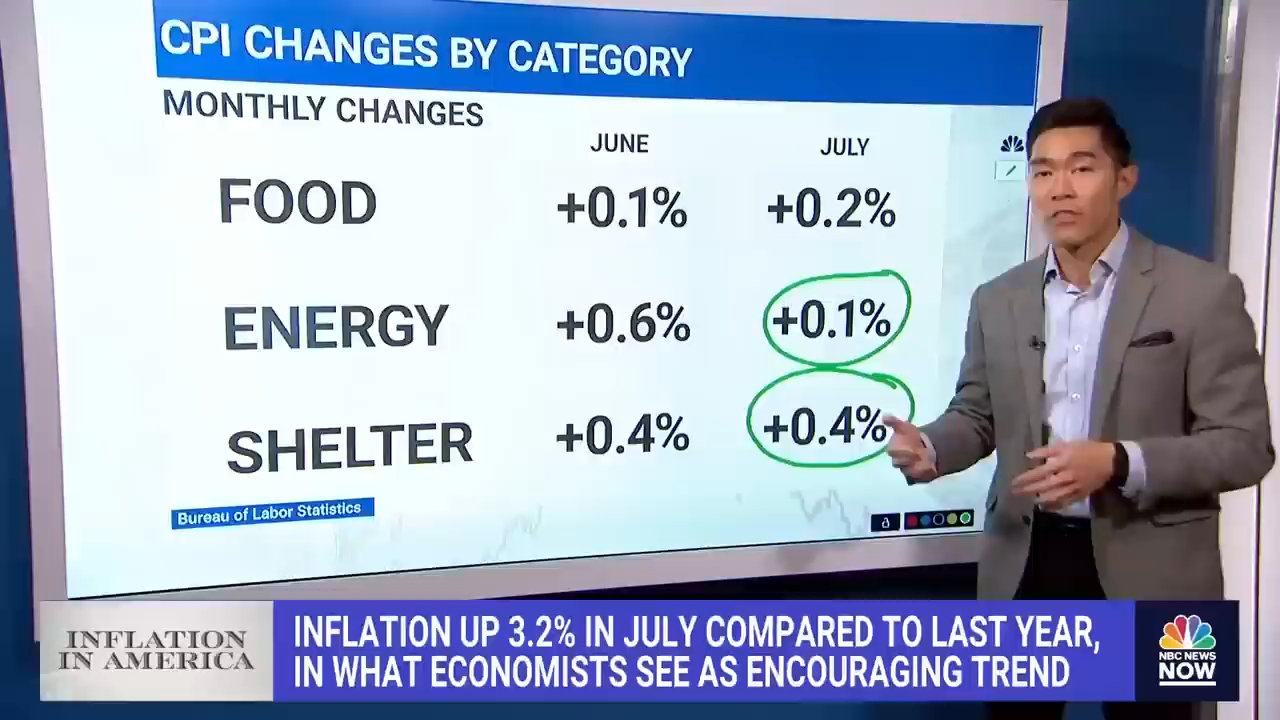 CPI CHANGES BY CATEGORY
MONTHLY CHANGES
JUNE JULY
FOOD +0.1% +0.2%
ENERGY +0.6% +0.1%
SHELTER +0.4% +0.4%
Bureau of Labor Statistics
INFLATION
IN AMERICA
INFLATION UP 3.2% IN JULY COMPARED TO LAST YEAR,
IN WHAT ECONOMISTS SEE AS ENCOURAGING TREND
NBC NEWS
NOW